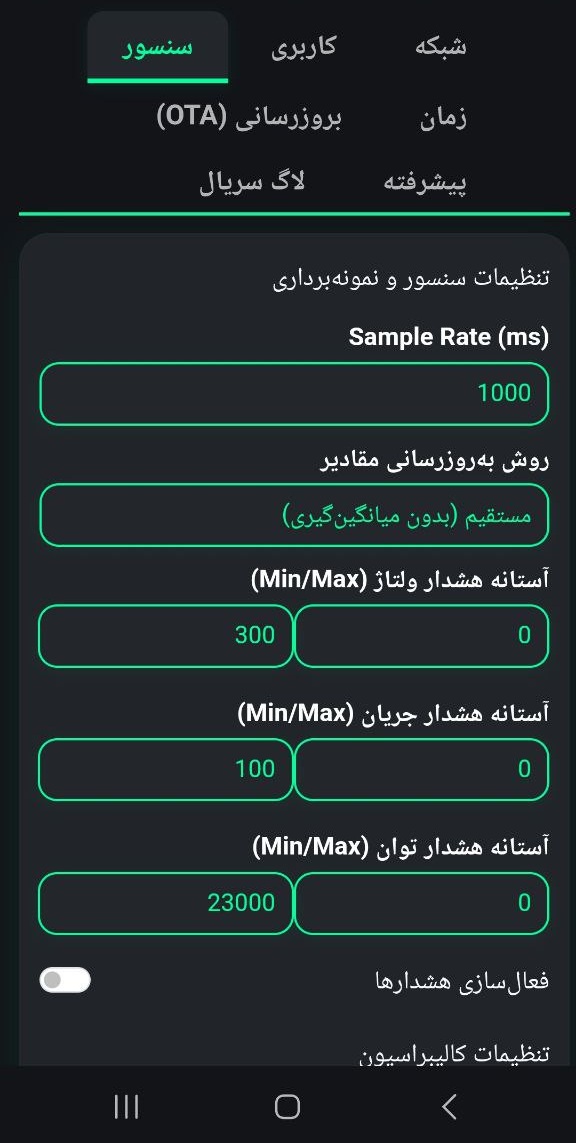 شبکه کاربری سنسور
زمان بروزرسانی (OTA)
پیشرفته لاگ سریال
تنظیمات سنسور و نمونه‌برداری
Sample Rate (ms)
1000
روش به‌روزرسانی مقادیر
مستقیم (بدون میانگین‌گیری)
آستانه هشدار ولتاژ (Min/Max)
0 300
آستانه هشدار جریان (Min/Max)
0 100
آستانه هشدار توان (Min/Max)
0 23000
فعال‌سازی هشدارها
تنظیمات کالیبراسیون